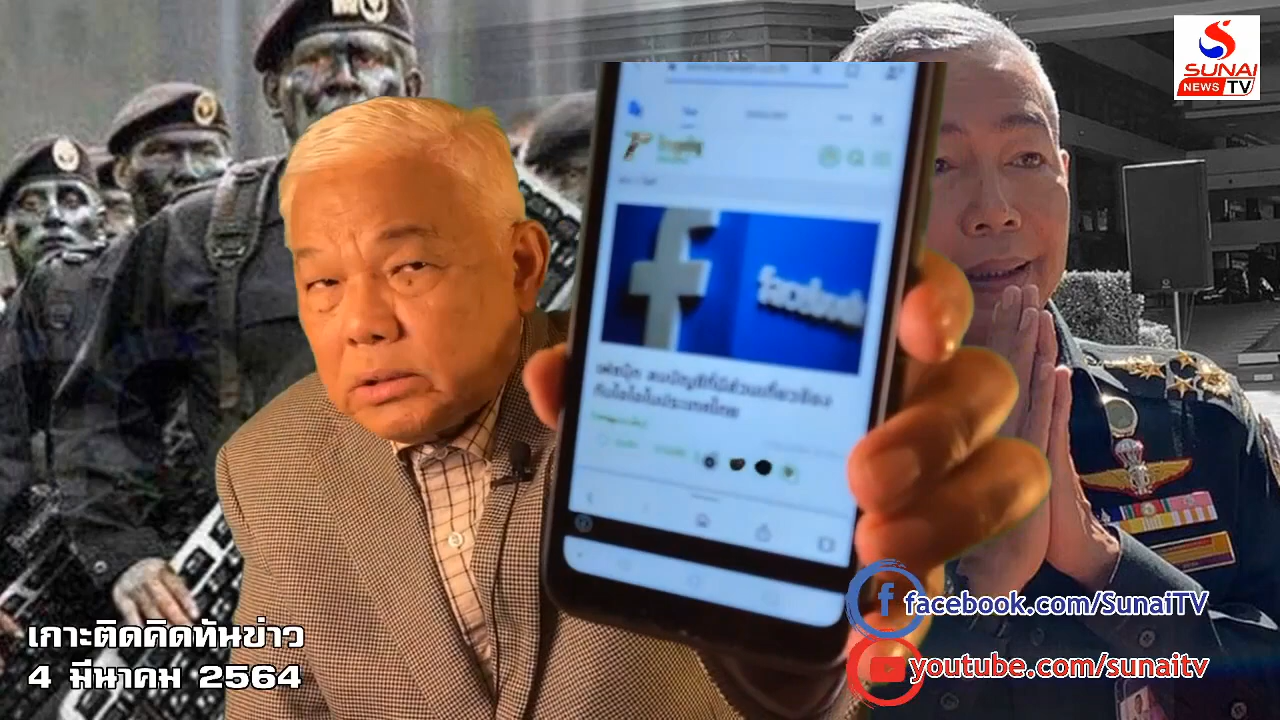 SUNAI
NEWS TV
facebook
เฟซบุ๊ก ลบบัญชีที่มีส่วนเกี่ยวข้อง
กับไอโอในประเทศไทย
facebook.com/SunaiTV
youtube.com/sunaitv
เกาะติดคิดทันข่าว
4 มีนาคม 2564